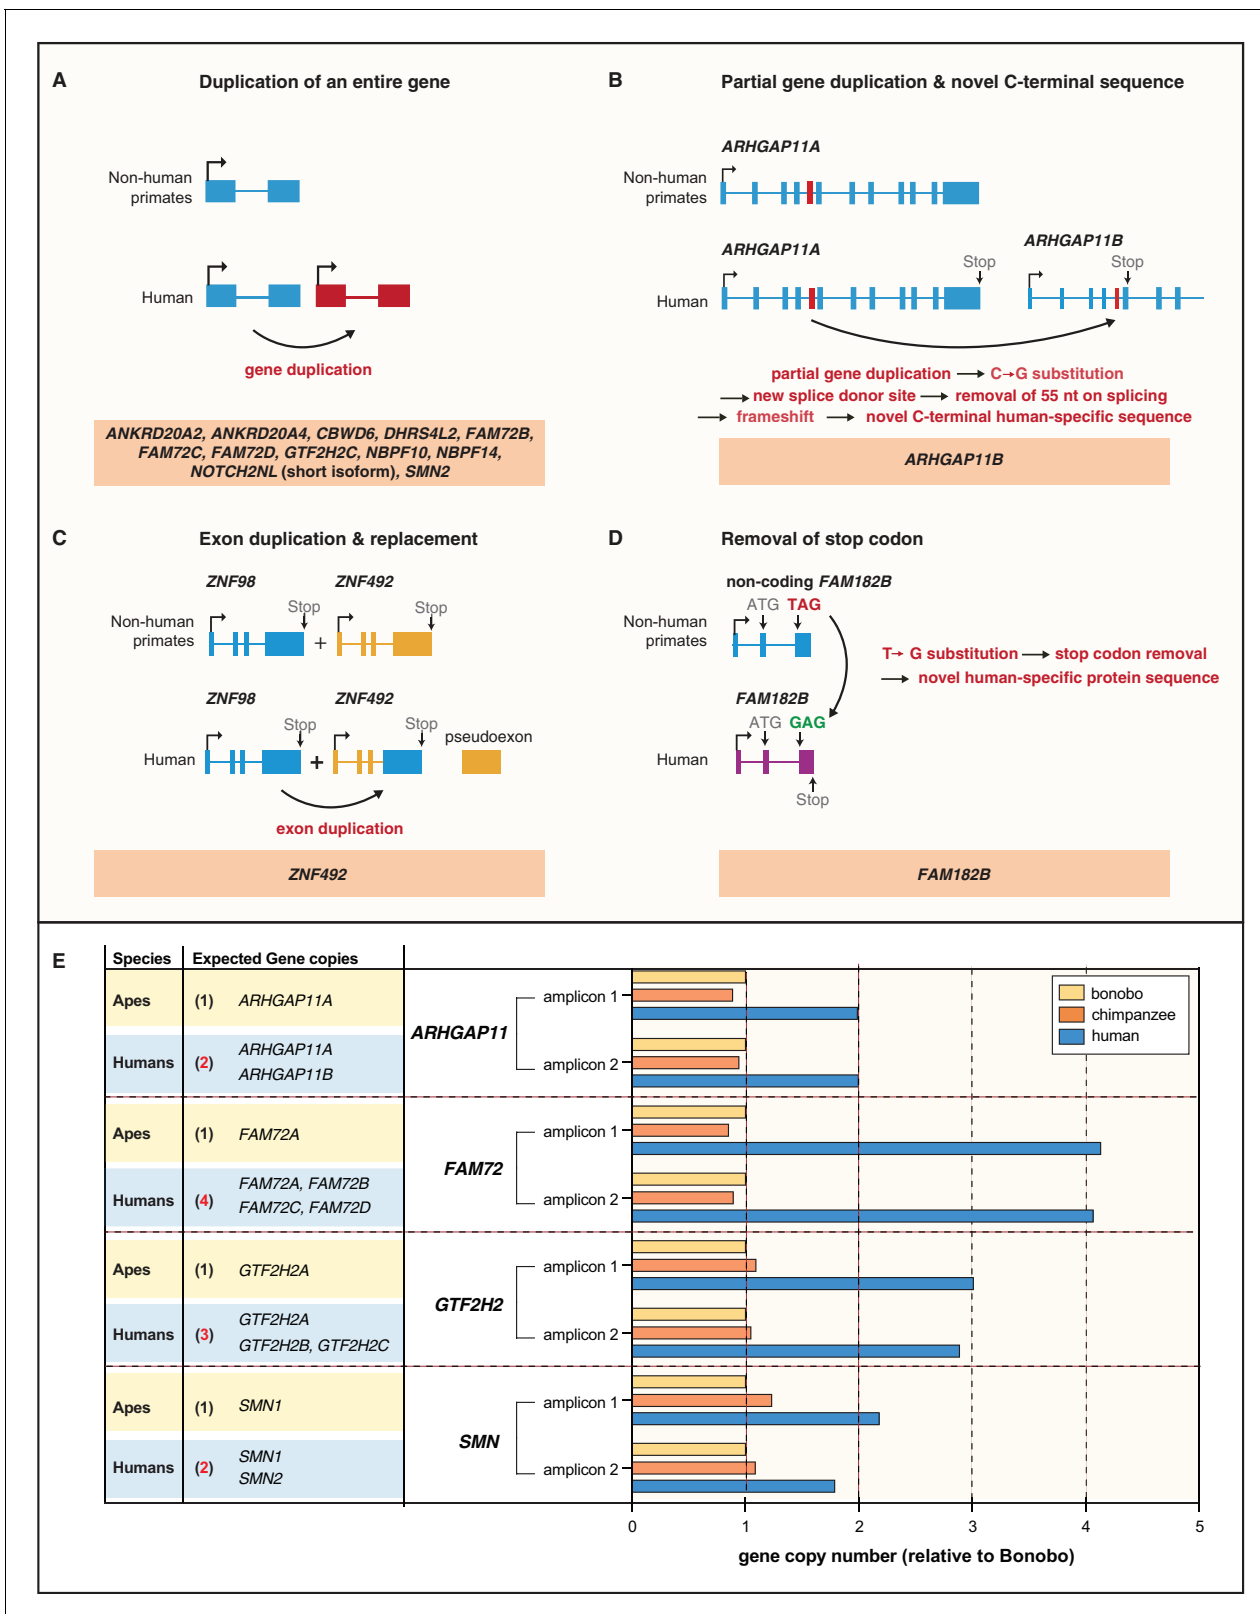 A
Duplication of an entire gene
Non-human
primates
Human
gene duplication
ANKRD20A2, ANKRD20A4, CBWD6, DHRS4L2, FAM72B,
FAM72C, FAM72D, GTF2H2C, NBPF10, NBPF14,
NOTCH2NL (short isoform), SMN2
B
Partial gene duplication & novel C-terminal sequence
ARHGAP11A
Non-human
primates
ARHGAP11A
ARHGAP11B
Stop
Stop
Human
partial gene duplication → C→G substitution
→ new splice donor site → removal of 55 nt on splicing
→ frameshift → novel C-terminal human-specific sequence
ARHGAP11B
C
Exon duplication & replacement
ZNF98
ZNF492
Stop
Stop
Non-human
primates
+
ZNF98
ZNF492
Stop
Stop
pseudoexon
Human
+
exon duplication
ZNF492
D
Removal of stop codon
non-coding FAM182B
ATG TAG
Non-human
primates
T→ G substitution → stop codon removal
→ novel human-specific protein sequence
FAM182B
ATG GAG
Human
Stop
FAM182B
E
Species Expected Gene copies
Apes (1) ARHGAP11A
Humans (2) ARHGAP11A
ARHGAP11B
ARHGAP11
amplicon 1
amplicon 2
Apes (1) FAM72A
Humans (4) FAM72A, FAM72B
FAM72C, FAM72D
FAM72
amplicon 1
amplicon 2
Apes (1) GTF2H2A
Humans (3) GTF2H2A
GTF2H2B, GTF2H2C
GTF2H2
amplicon 1
amplicon 2
Apes (1) SMN1
Humans (2) SMN1
SMN2
SMN
amplicon 1
amplicon 2
bonobo
chimpanzee
human
0 1 2 3 4 5
gene copy number (relative to Bonobo)